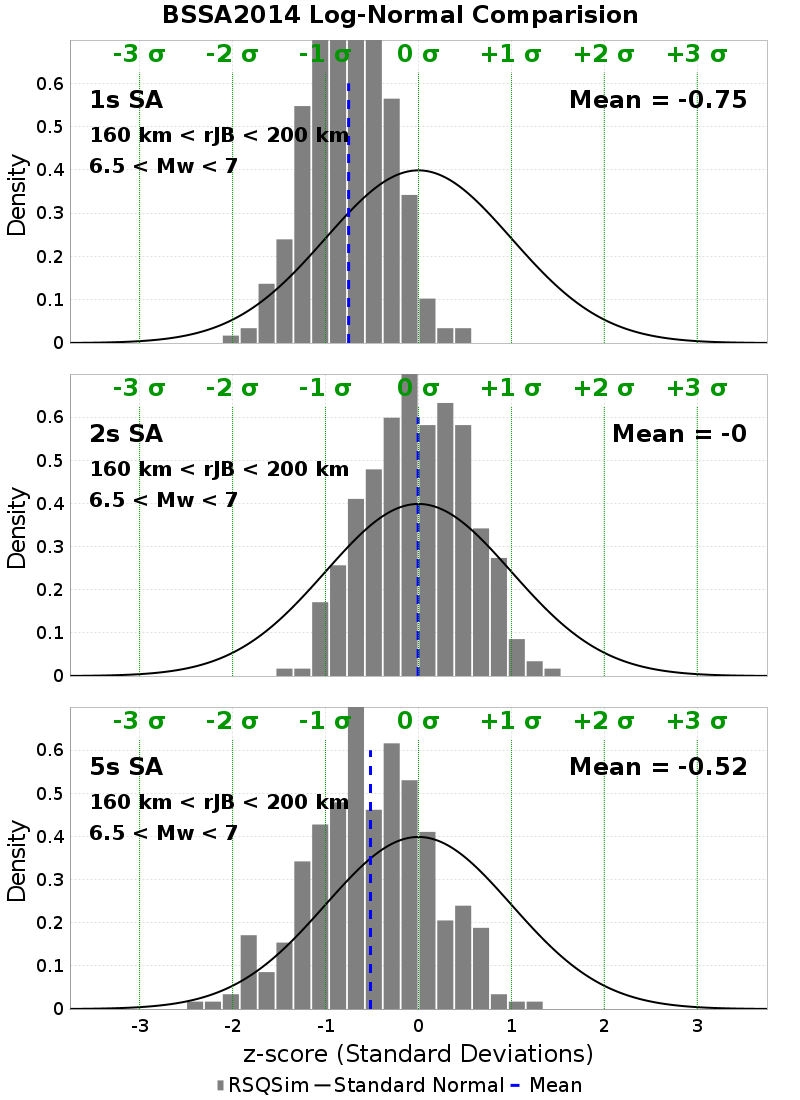 BSSA2014 Log-Normal Comparision
-3 σ -2 σ -1 σ 0 σ +1 σ +2 σ +3 σ
1s SA
Mean = -0.75
160 km < rJB < 200 km
6.5 < Mw < 7
Density
0.6
0.5
0.4
0.3
0.2
0.1
0
-3 σ -2 σ -1 σ 0 σ +1 σ +2 σ +3 σ
2s SA
Mean = -0
160 km < rJB < 200 km
6.5 < Mw < 7
Density
0.6
0.5
0.4
0.3
0.2
0.1
0
-3 σ -2 σ -1 σ 0 σ +1 σ +2 σ +3 σ
5s SA
Mean = -0.52
160 km < rJB < 200 km
6.5 < Mw < 7
Density
0.6
0.5
0.4
0.3
0.2
0.1
0
-3 -2 -1 0 1 2 3
z-score (Standard Deviations)
RSQSim Standard Normal Mean